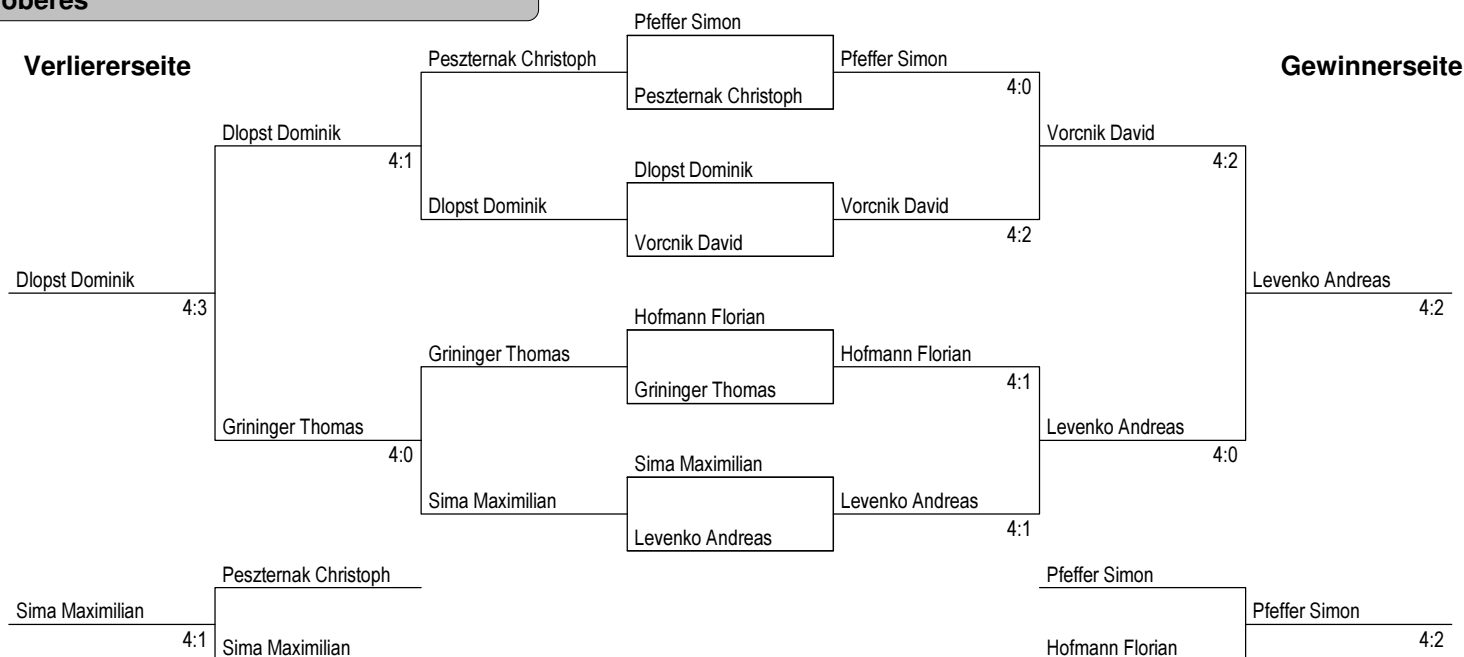 oberes
Verliererseite
Gewinnerseite
Pfeffer Simon
Peszternak Christoph
Pfeffer Simon
4:0
Peszternak Christoph
Dlopst Dominik
Vorcnik David
4:1
4:2
Dlopst Dominik
Dlopst Dominik
Vorcnik David
4:2
Vorcnik David
Dlopst Dominik
Levenko Andreas
4:3
4:2
Hofmann Florian
Grininger Thomas
Hofmann Florian
4:1
Grininger Thomas
Grininger Thomas
Levenko Andreas
4:0
4:0
Sima Maximilian
Sima Maximilian
Levenko Andreas
4:1
Levenko Andreas
Peszternak Christoph
Pfeffer Simon
Sima Maximilian
Pfeffer Simon
4:1
4:2
Sima Maximilian
Hofmann Florian